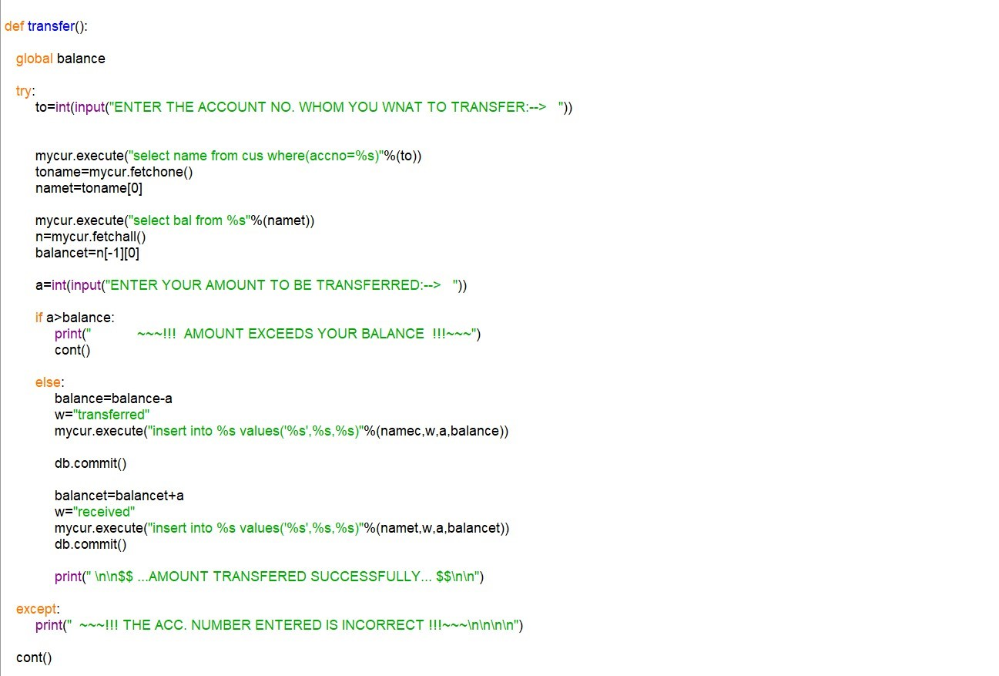 def transfer():
global balance
try:
to=int(input("ENTER THE ACCOUNT NO. WHOM YOU WNAT TO TRANSFER:-->   "))
mycur.execute("select name from cus where(accno=%s)"%(to))
toname=mycur.fetchone()
namet=toname[0]
mycur.execute("select bal from %s"%(namet))
n=mycur.fetchall()
balancet=n[-1][0]
a=int(input("ENTER YOUR AMOUNT TO BE TRANSFERRED:-->   "))
if a>balance:
print("            ~~~!!!  AMOUNT EXCEEDS YOUR BALANCE  !!!~~~")
cont()
else:
balance=balance-a
w="transferred"
mycur.execute("insert into %s values('%s',%s,%s)"%(namec,w,a,balance))
db.commit()
balancet=balancet+a
w="received"
mycur.execute("insert into %s values('%s',%s,%s)"%(namet,w,a,balancet))
db.commit()
print(" \n\n$$ ...AMOUNT TRANSFERED SUCCESSFULLY... $$\n\n")
except:
print("  ~~~!!! THE ACC. NUMBER ENTERED IS INCORRECT !!!~~~\n\n\n\n")
cont()